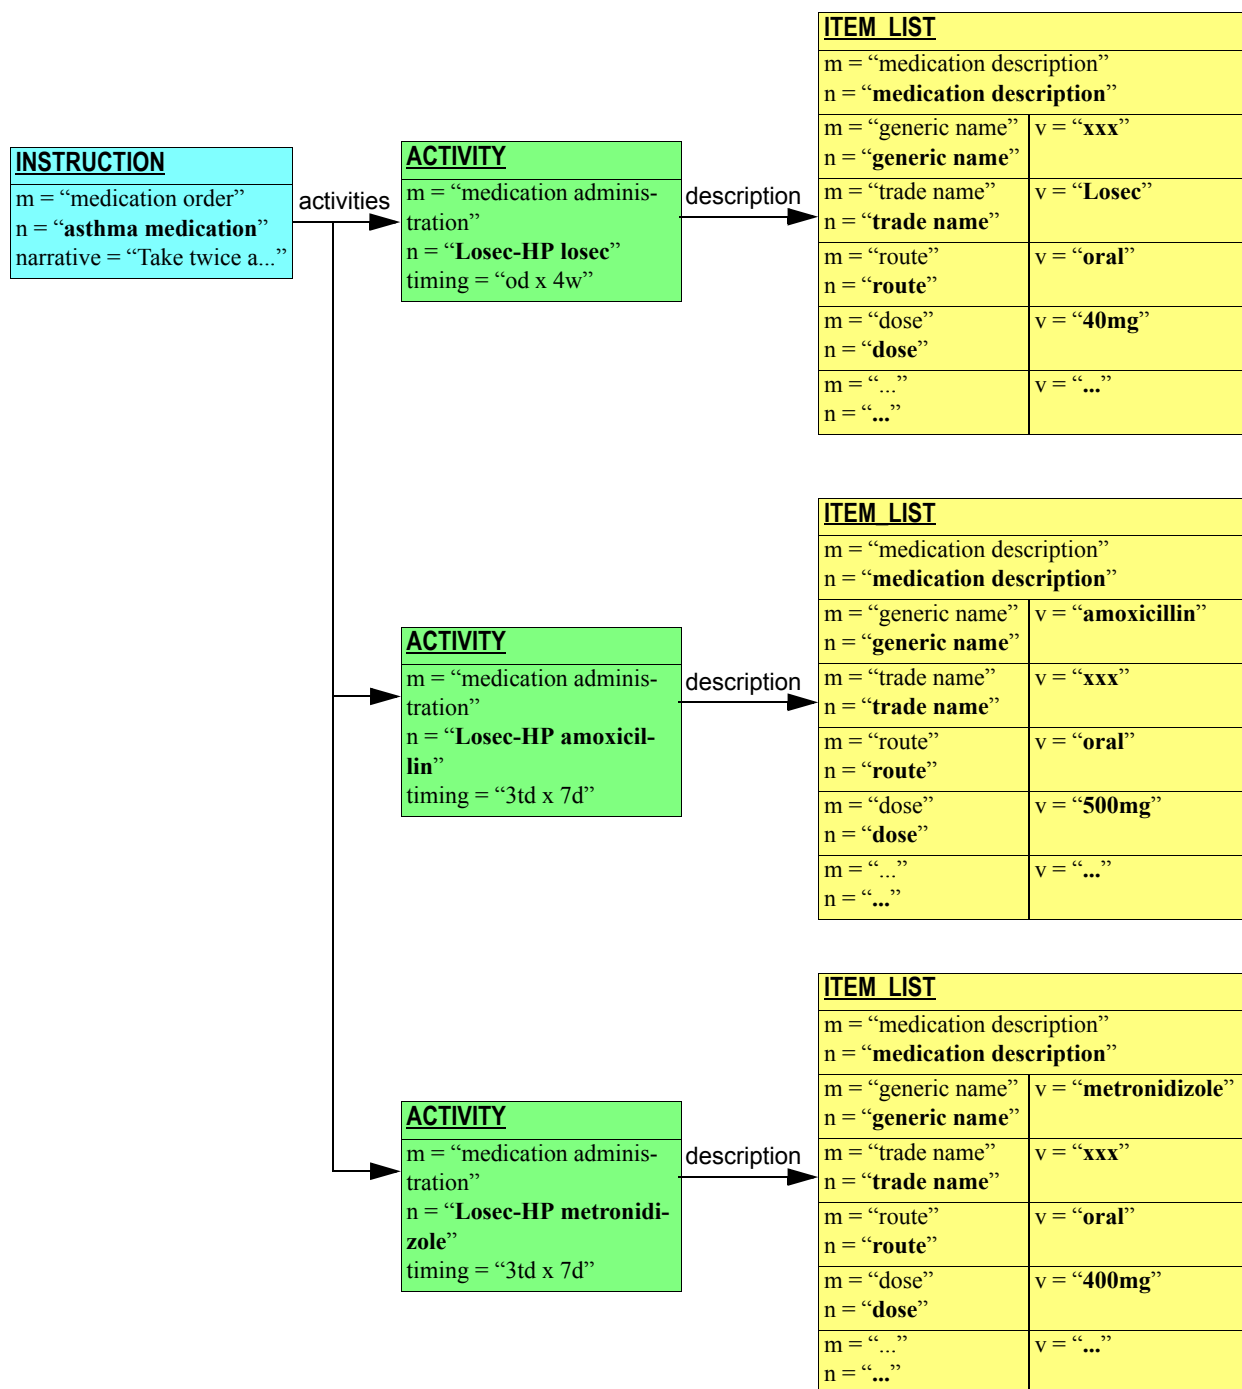 INSTRUCTION
m = “medication order”
n = “asthma medication”
narrative = “Take twice a...”
activities
ACTIVITY
m = “medication adminis-
tration”
n = “Losec-HP losec”
timing = “od x 4w”
description
ITEM_LIST
m = “medication description”
n = “medication description”
m = “generic name” v = “xxx”
n = “generic name”
m = “trade name” v = “Losec”
n = “trade name”
m = “route” v = “oral”
n = “route”
m = “dose” v = “40mg”
n = “dose”
m = “...” v = “...”
n = “...”
ACTIVITY
m = “medication adminis-
tration”
n = “Losec-HP amoxicil-
lin”
timing = “3td x 7d”
description
ITEM_LIST
m = “medication description”
n = “medication description”
m = “generic name” v = “amoxicillin”
n = “generic name”
m = “trade name” v = “xxx”
n = “trade name”
m = “route” v = “oral”
n = “route”
m = “dose” v = “500mg”
n = “dose”
m = “...” v = “...”
n = “...”
ACTIVITY
m = “medication adminis-
tration”
n = “Losec-HP metronidi-
zole”
timing = “3td x 7d”
description
ITEM_LIST
m = “medication description”
n = “medication description”
m = “generic name” v = “metronidizole”
n = “generic name”
m = “trade name” v = “xxx”
n = “trade name”
m = “route” v = “oral”
n = “route”
m = “dose” v = “400mg”
n = “dose”
m = “...” v = “...”
n = “...”